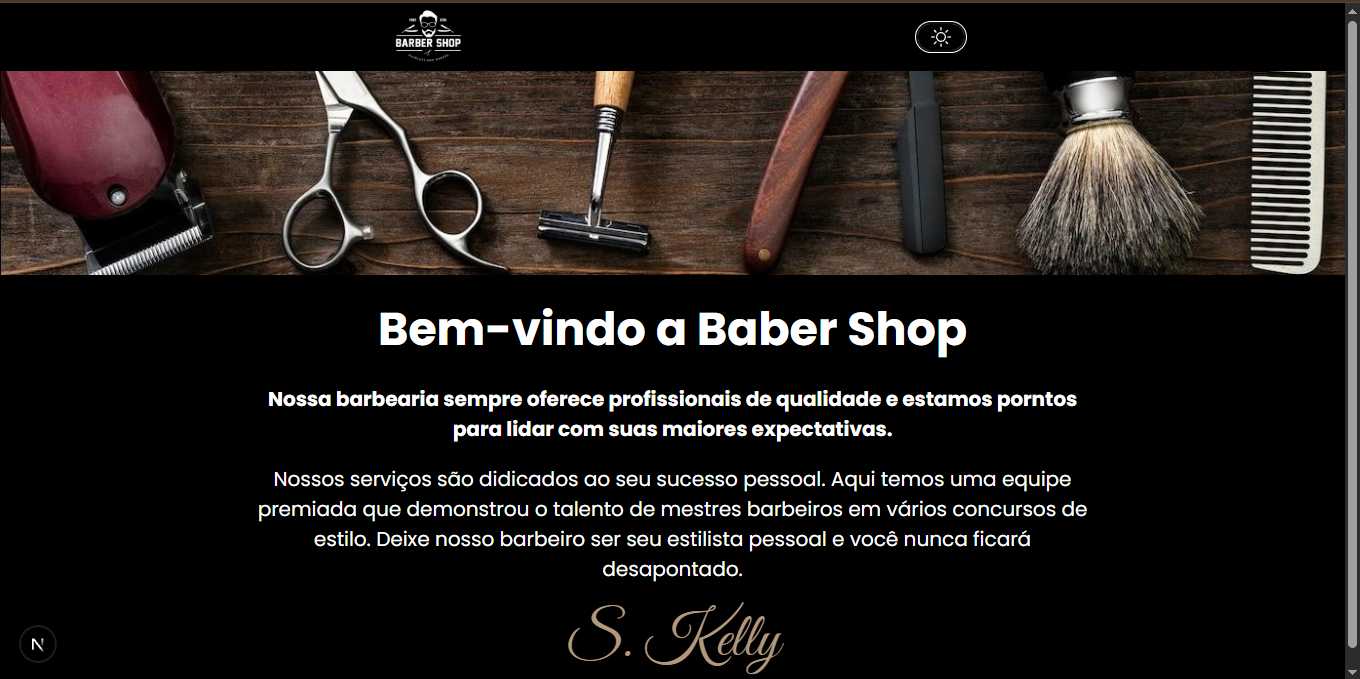 BARBER SHOP
Bem-vindo a Baber Shop
Nossa barbearia sempre oferece profissionais de qualidade e estamos porntos
para lidar com suas maiores expectativas.
Nossos serviços são didicados ao seu sucesso pessoal. Aqui temos uma equipe
premiada que demonstrou o talento de mestres barbeiros em vários concursos de
estilo. Deixe nosso barbeiro ser seu estilista pessoal e você nunca ficará
desapontado.
S. Kelly
N